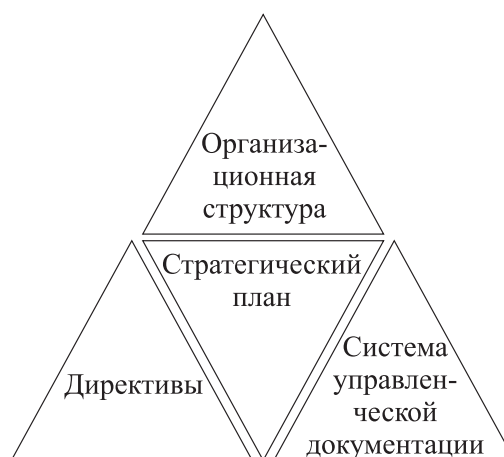 Организа-
ционная
структура
Стратегический
план
Директивы
Система
управлен-
ческой
документации